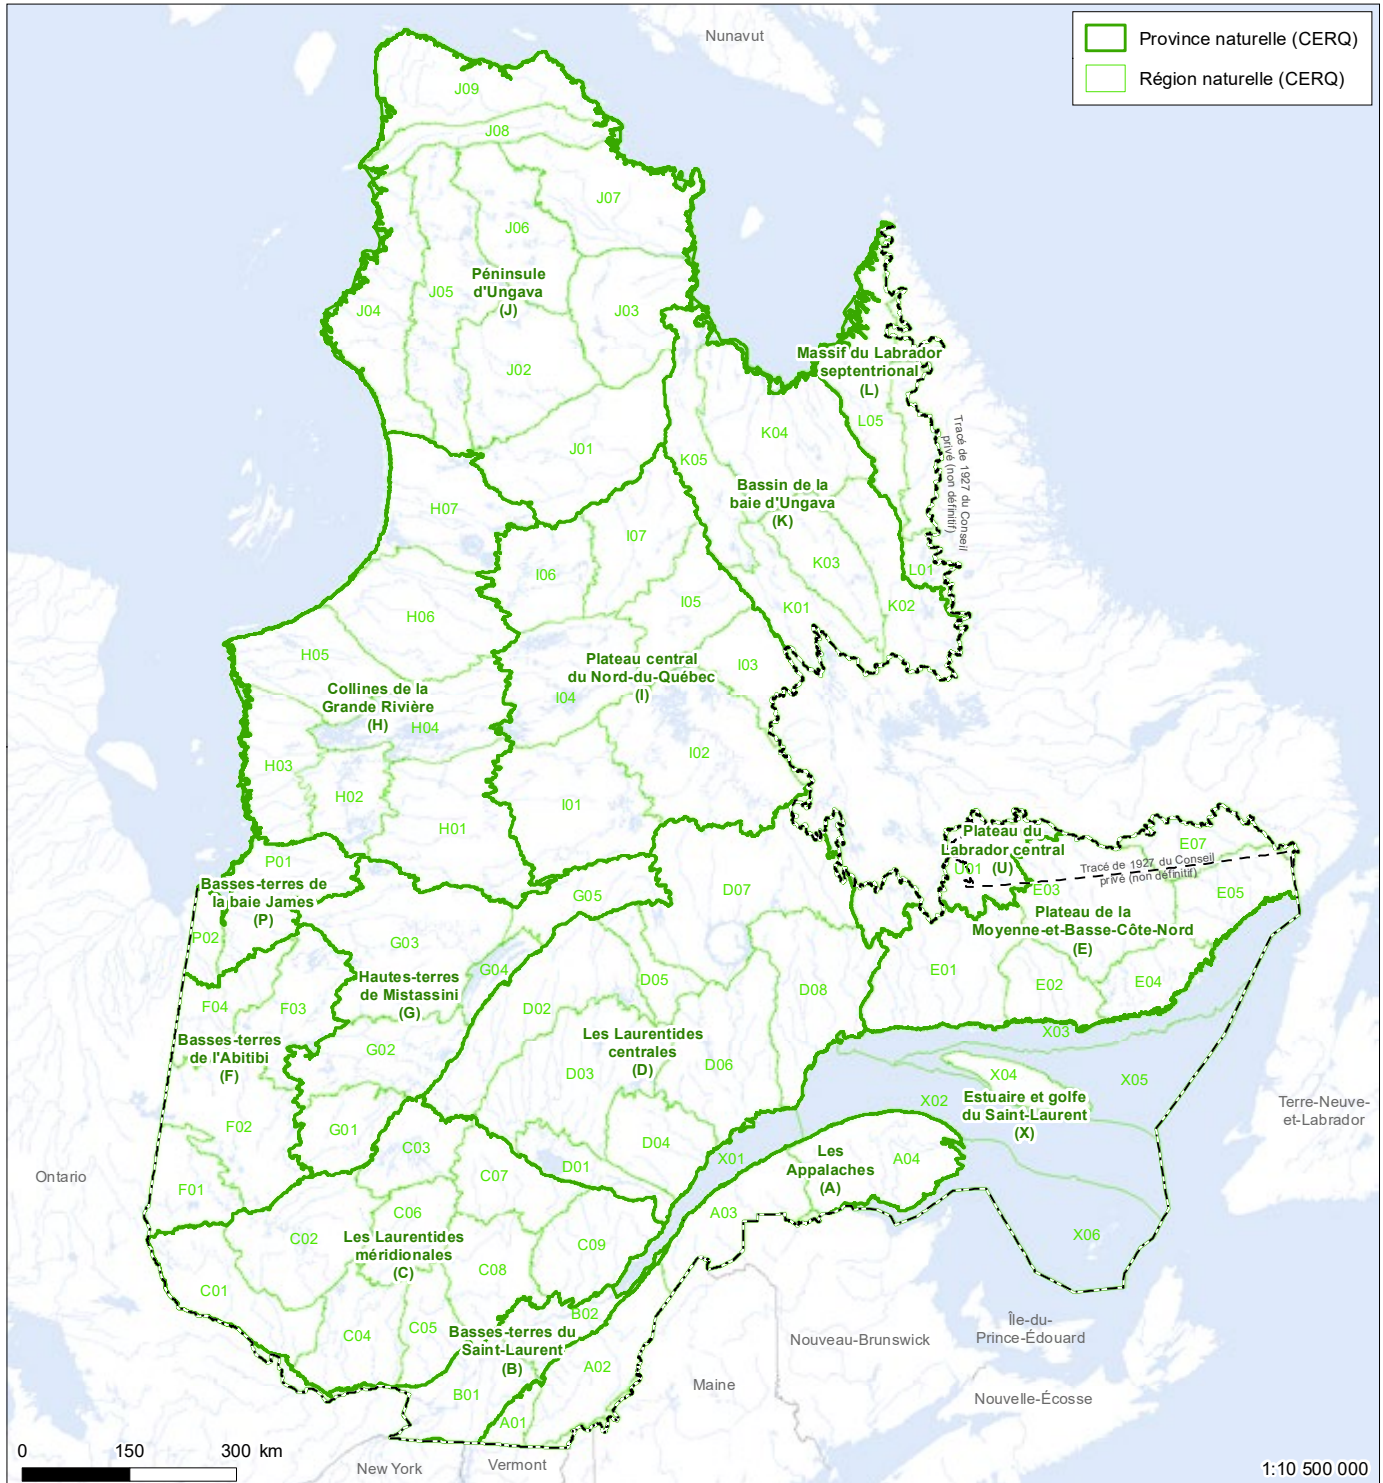 Nunavut
Province naturelle (CERQ)
Région naturelle (CERQ)
J09
J08
J07
J06
Péninsule
d'Ungava
(J)
J05
J04
J03
J02
J01
Massif du Labrador
septentrional
(L)
L05
L01
Tracé de 1927 du Conseil
privé (non définitif)
K04
K05
Bassin de la
baie d'Ungava
(K)
K03
K01
K02
H07
H06
H05
Collines de la
Grande Rivière
(H)
H04
H03
H02
H01
I07
I06
I05
Plateau central
du Nord-du-Québec
(I)
I03
I04
I02
I01
Plateau du
Labrador central
(U)
U01
Tracé de 1927 du Conseil
privé (non définitif)
E07
E03
E05
Plateau de la
Moyenne-et-Basse-Côte-Nord
(E)
E01
E02
E04
P01
Basses-terres de
la baie James
(P)
P02
G05
G03
G04
Hautes-terres
de Mistassini
(G)
G02
G01
F04
F03
Basses-terres
de l'Abitibi
(F)
F02
F01
D07
D05
D02
D08
Les Laurentides
centrales
(D)
D03
D06
D04
D01
X03
X04
X05
X02
Estuaire et golfe
du Saint-Laurent
(X)
X01
X06
Les
Appalaches
(A)
A04
A03
A02
A01
C03
C07
C06
C02
Les Laurentides
méridionales
(C)
C09
C08
C01
C04
C05
B02
Basses-terres du
Saint-Laurent
(B)
B01
Ontario
Terre-Neuve-
et-Labrador
Île-du-
Prince-Édouard
Nouveau-Brunswick
Nouvelle-Écosse
Maine
New York
Vermont
0 150 300 km
1:10 500 000